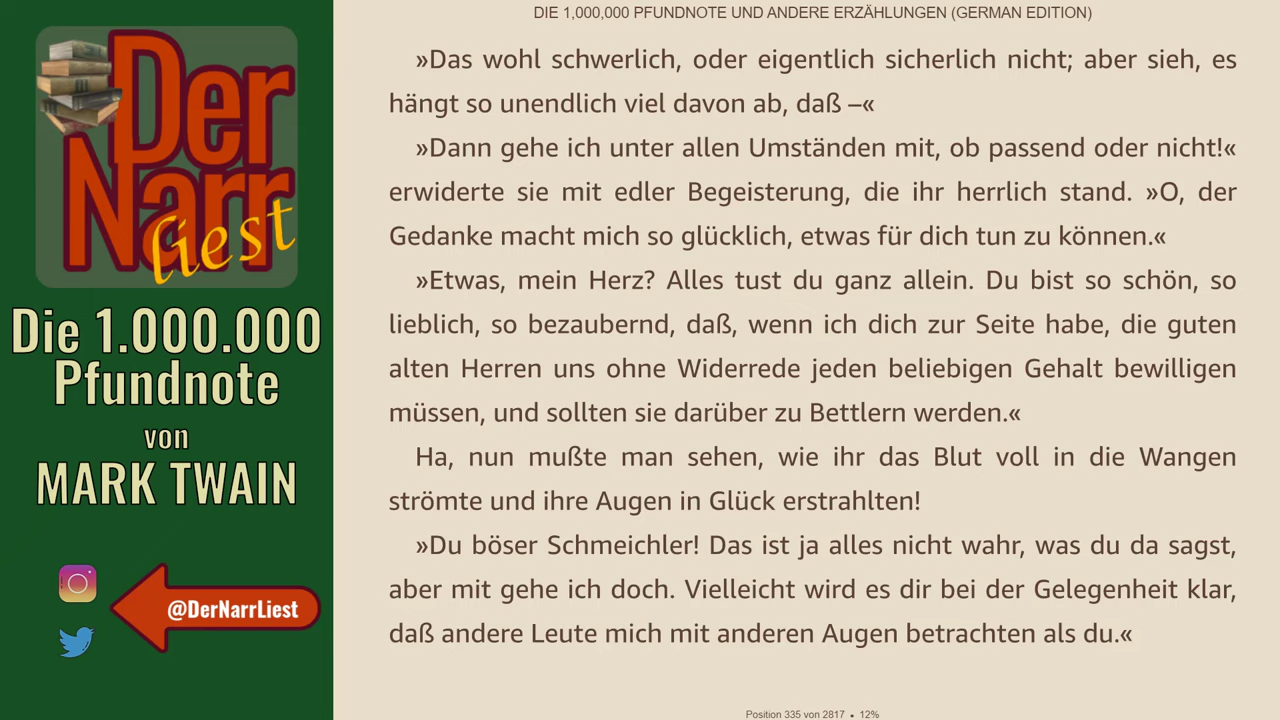 Der
Narr
liest
Die 1.000.000
Pfundnote
von
MARK TWAIN
@DerNarrLiest
DIE 1,000,000 PFUNDNOTE UND ANDERE ERZÄHLUNGEN (GERMAN EDITION)
»Das wohl schwerlich, oder eigentlich sicherlich nicht; aber sieh, es
hängt so unendlich viel davon ab, daß –«
»Dann gehe ich unter allen Umständen mit, ob passend oder nicht!«
erwiderte sie mit edler Begeisterung, die ihr herrlich stand. »O, der
Gedanke macht mich so glücklich, etwas für dich tun zu können.«
»Etwas, mein Herz? Alles tust du ganz allein. Du bist so schön, so
lieblich, so bezaubernd, daß, wenn ich dich zur Seite habe, die guten
alten Herren uns ohne Widerrede jeden beliebigen Gehalt bewilligen
müssen, und sollten sie darüber zu Bettlern werden.«
Ha, nun mußte man sehen, wie ihr das Blut voll in die Wangen
strömte und ihre Augen in Glück erstrahlten!
»Du böser Schmeichler! Das ist ja alles nicht wahr, was du da sagst,
aber mit gehe ich doch. Vielleicht wird es dir bei der Gelegenheit klar,
daß andere Leute mich mit anderen Augen betrachten als du.«
Position 335 von 2817 • 12%